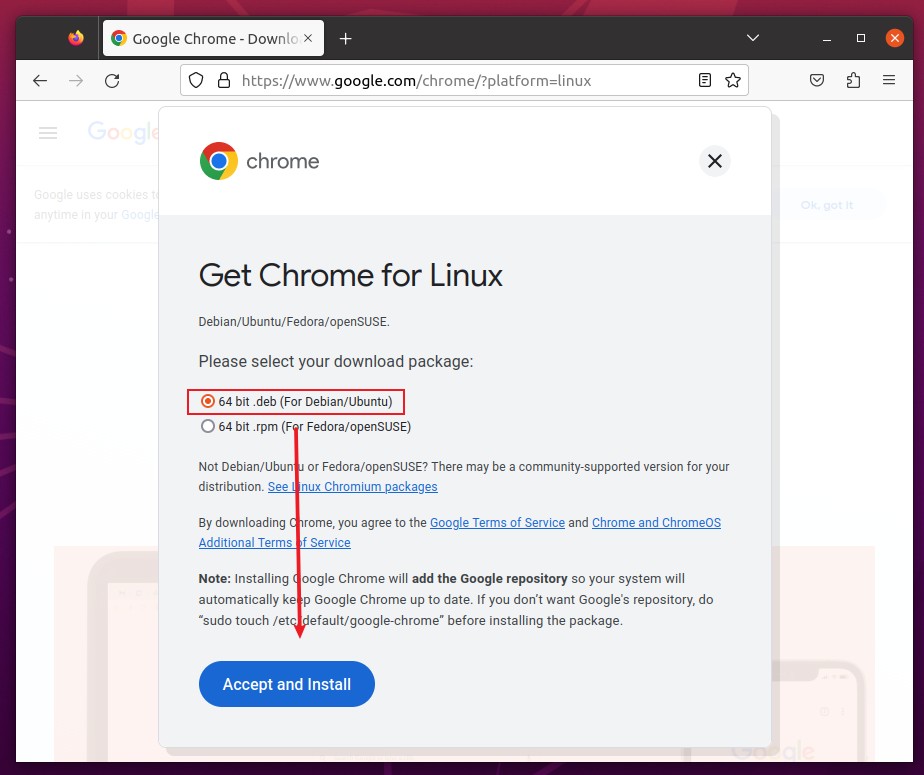 Google Chrome - Downlo
https://www.google.com/chrome/?platform=linux
Google
Google uses cookies to
anytime in your Google
Ok, got it
chrome
Get Chrome for Linux
Debian/Ubuntu/Fedora/openSUSE.
Please select your download package:
64 bit .deb (For Debian/Ubuntu)
64 bit .rpm (For Fedora/openSUSE)
Not Debian/Ubuntu or Fedora/openSUSE? There may be a community-supported version for your
distribution. See Linux Chromium packages
By downloading Chrome, you agree to the Google Terms of Service and Chrome and ChromeOS
Additional Terms of Service
Note: Installing Google Chrome will add the Google repository so your system will
automatically keep Google Chrome up to date. If you don’t want Google's repository, do
“sudo touch /etc/default/google-chrome” before installing the package.
Accept and Install
Google